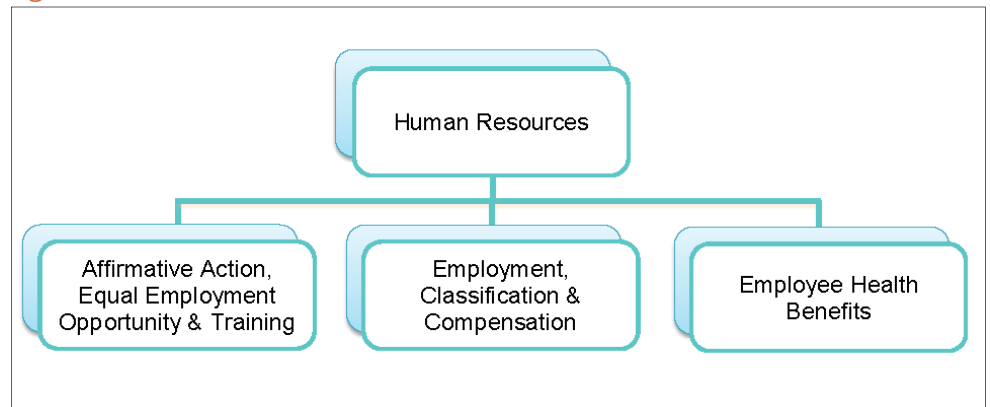 Human Resources
Affirmative Action,
Equal Employment
Opportunity & Training
Employment,
Classification &
Compensation
Employee Health
Benefits